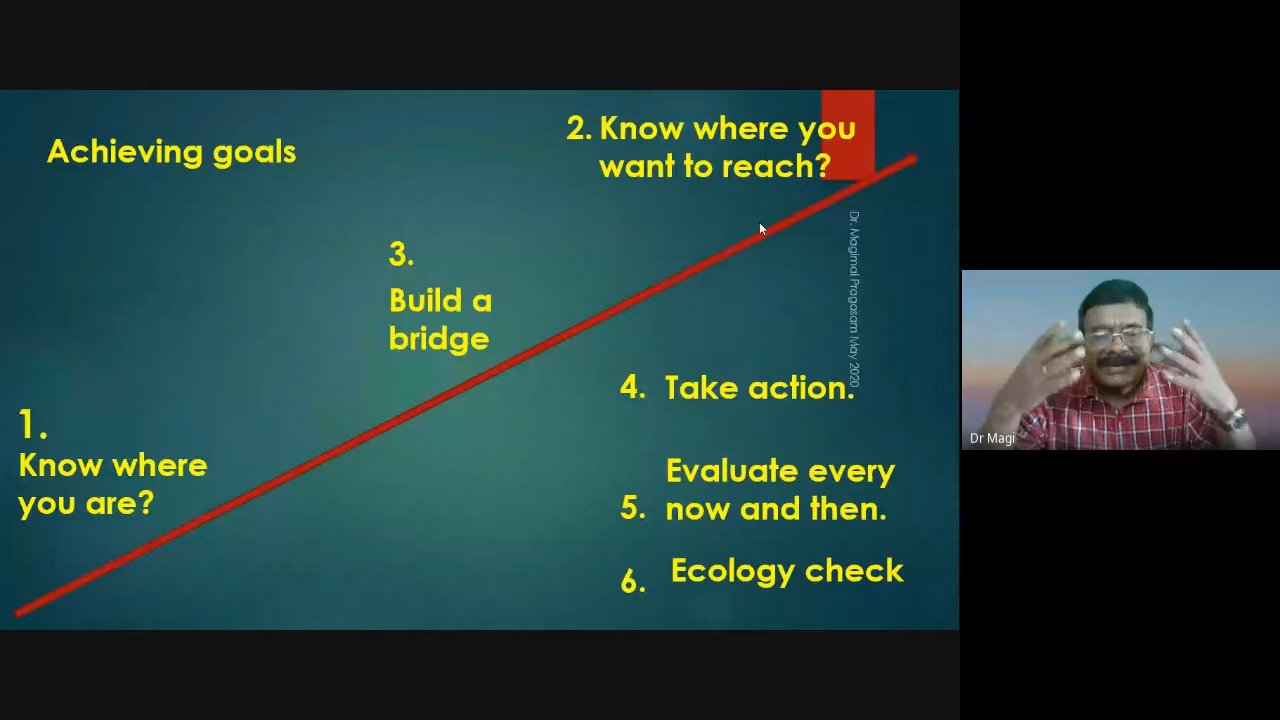 Achieving goals
2. Know where you
want to reach?
3.
Build a
bridge
1.
Know where
you are?
4. Take action.
Evaluate every
5. now and then.
6. Ecology check
Dr. Magimai Pragasam May 2020
Dr Magi